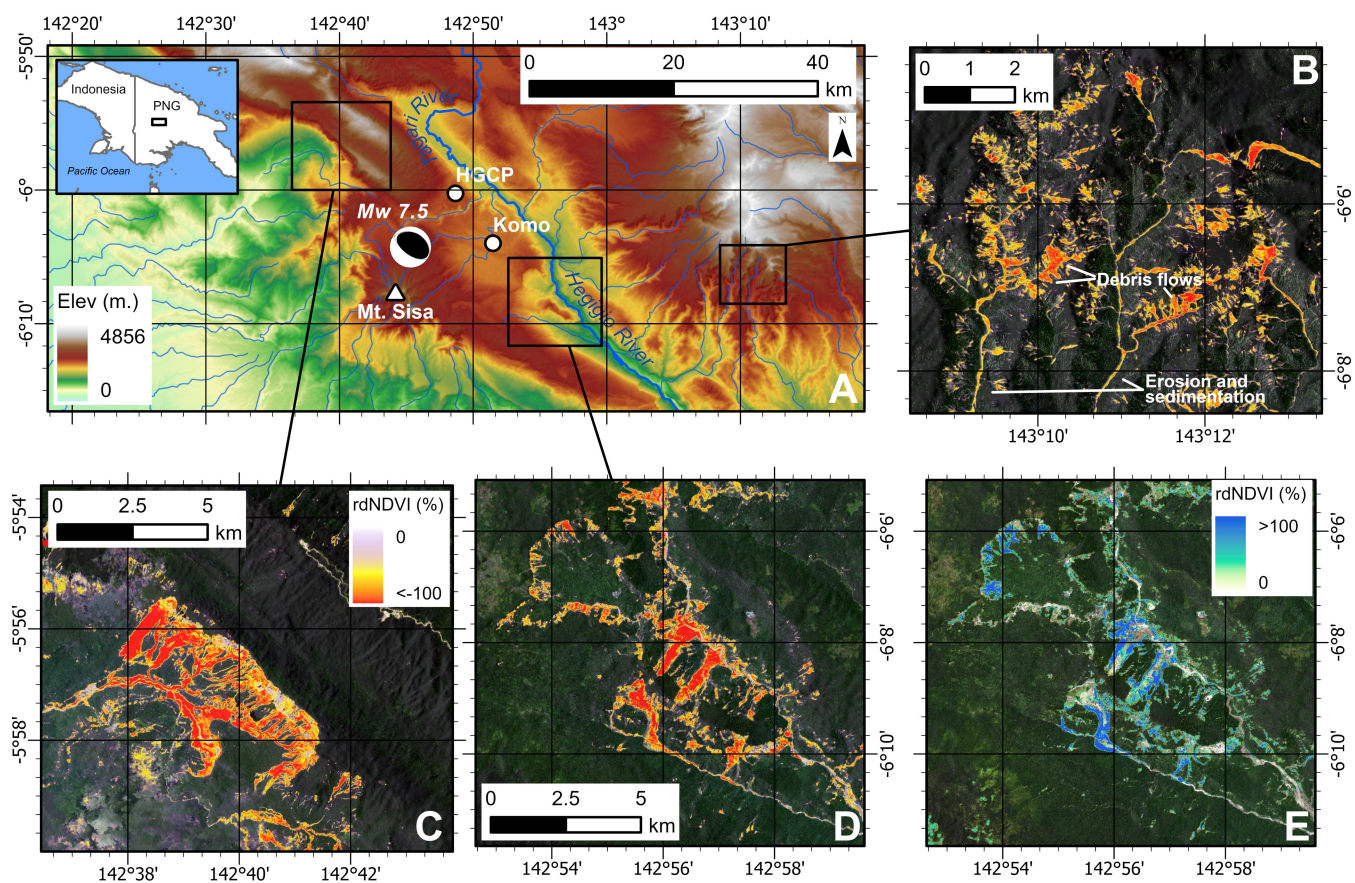 142°20'
142°30'
142°40'
142°50'
143°
143°10'
-5°50'
-6°
-6°10'
Indonesia
PNG
Pacific Ocean
0
20
40
km
N
Tagari River
HGCP
Mw 7.5
Komo
Mt. Sisa
Heggio River
Elev (m.)
4856
0
A
0
1
2
km
B
Debris flows
Erosion and
sedimentation
-6°6'
-6°8'
143°10'
143°12'
0
2.5
5
km
rdNDVI (%)
0
<-100
-5°54'
-5°56'
-5°58'
C
142°38'
142°40'
142°42'
0
2.5
5
km
D
-6°6'
-6°8'
-6°10'
142°54'
142°56'
142°58'
rdNDVI (%)
>100
0
E
-6°6'
-6°8'
-6°10'
142°54'
142°56'
142°58'